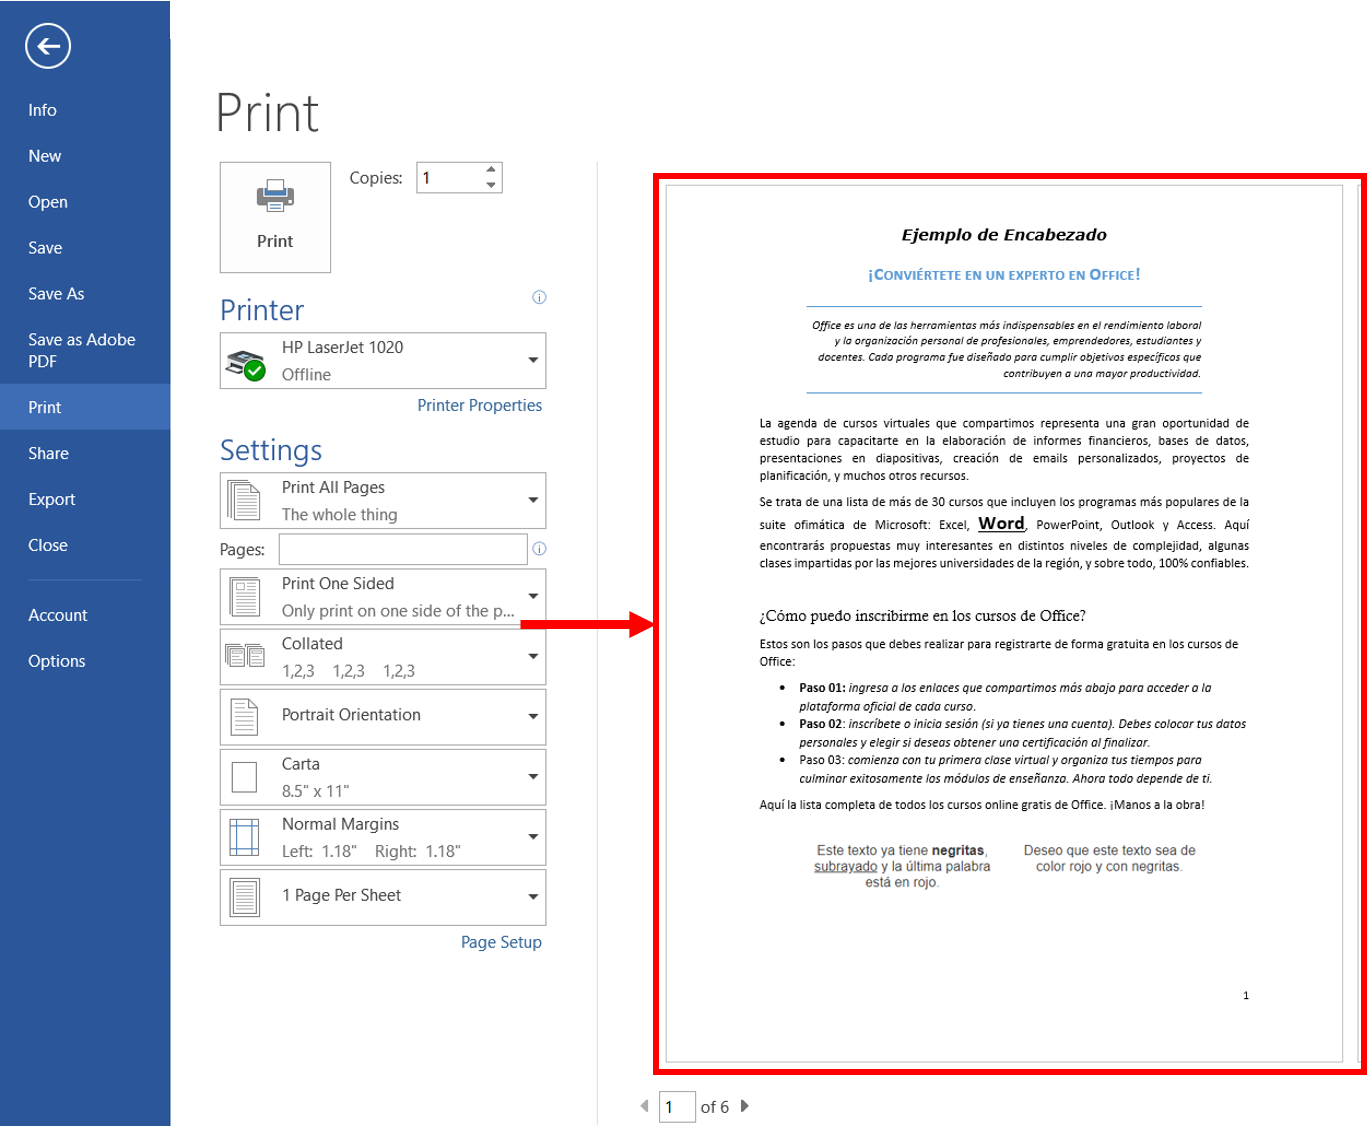 Info
New
Open
Save
Save As
Save as Adobe
PDF
Print
Share
Export
Close
Account
Options
Print
Print
Copies:
1
Printer
HP LaserJet 1020
Offline
Printer Properties
Settings
Print All Pages
The whole thing
Pages:
Print One Sided
Only print on one side of the p...
Collated
1,2,3 1,2,3 1,2,3
Portrait Orientation
Carta
8.5" x 11"
Normal Margins
Left: 1.18" Right: 1.18"
1 Page Per Sheet
Page Setup
Ejemplo de Encabezado
¡CONVIÉRTETE EN UN EXPERTO EN OFFICE!
Office es una de las herramientas más indispensables en el rendimiento laboral
y la organización personal de profesionales, emprendedores, estudiantes y
docentes. Cada programa fue diseñado para cumplir objetivos específicos que
contribuyen a una mayor productividad.
La agenda de cursos virtuales que compartimos representa una gran oportunidad de
estudio para capacitarte en la elaboración de informes financieros, bases de datos,
presentaciones en diapositivas, creación de emails personalizados, proyectos de
planificación, y muchos otros recursos.
Se trata de una lista de más de 30 cursos que incluyen los programas más populares de la
suite ofimática de Microsoft: Excel, Word, PowerPoint, Outlook y Access. Aquí
encontrarás propuestas muy interesantes en distintos niveles de complejidad, algunas
clases impartidas por las mejores universidades de la región, y sobre todo, 100% confiables.
¿Cómo puedo inscribirme en los cursos de Office?
Estos son los pasos que debes realizar para registrarte de forma gratuita en los cursos de
Office:
• Paso 01: ingresa a los enlaces que compartimos más abajo para acceder a la
plataforma oficial de cada curso.
• Paso 02: inscríbete o inicia sesión (si ya tienes una cuenta). Debes colocar tus datos
personales y elegir si deseas obtener una certificación al finalizar.
• Paso 03: comienza con tu primera clase virtual y organiza tus tiempos para
culminar exitosamente los módulos de enseñanza. Ahora todo depende de ti.
Aquí la lista completa de todos los cursos online gratis de Office. ¡Manos a la obra!
Este texto ya tiene negritas,
subrayado y la última palabra
está en rojo.
Deseo que este texto sea de
color rojo y con negritas.
1
1 of 6